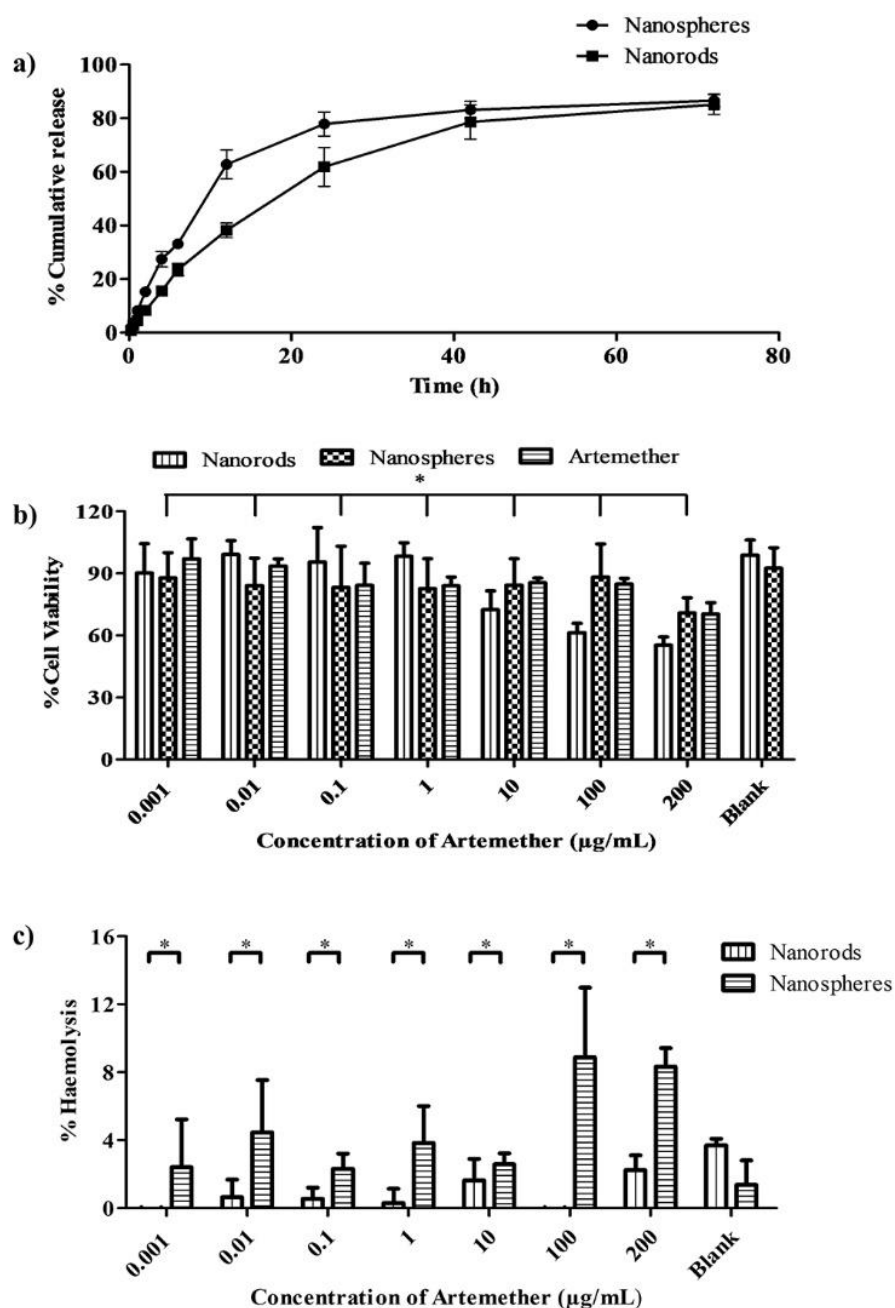 Nanospheres
Nanorods
a)
100
80
60
40
20
0
% Cumulative release
0 20 40 60 80
Time (h)
Nanorods Nanospheres Artemether
*
b)
120
90
60
30
0
%Cell Viability
0.001 0.01 0.1 1 10 100 200 Blank
Concentration of Artemether (µg/mL)
c)
16
12
8
4
0
% Haemolysis
* * * * * * *
Nanorods
Nanospheres
0.001 0.01 0.1 1 10 100 200 Blank
Concentration of Artemether (µg/mL)